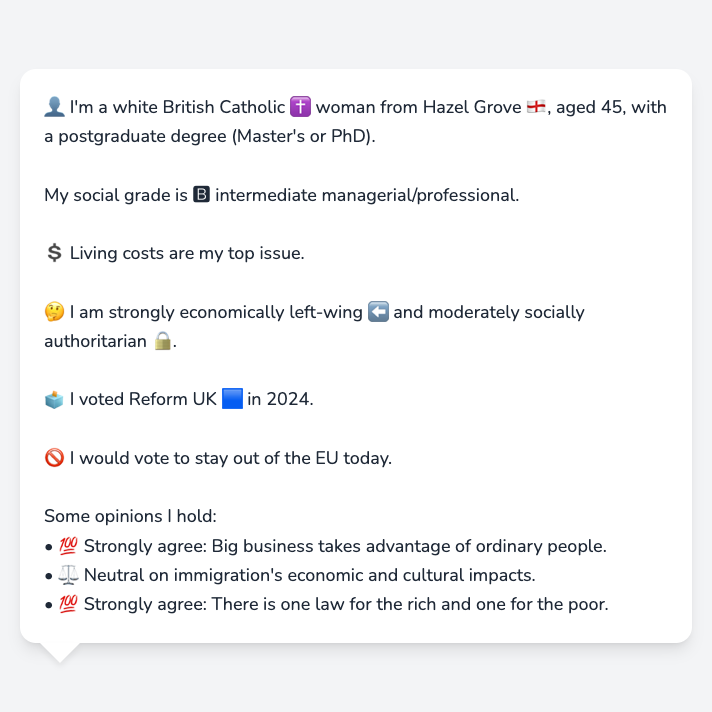 👤 I'm a white British Catholic ✝️ woman from Hazel Grove 🏴󠁧󠁢󠁥󠁮󠁧󠁿, aged 45, with
a postgraduate degree (Master's or PhD).
My social grade is 🅱 intermediate managerial/professional.
💲 Living costs are my top issue.
🤔 I am strongly economically left-wing ⬅️ and moderately socially
authoritarian 🔒.
🗳️ I voted Reform UK 🟦 in 2024.
🚫 I would vote to stay out of the EU today.
Some opinions I hold:
• 💯 Strongly agree: Big business takes advantage of ordinary people.
• ⚖️ Neutral on immigration's economic and cultural impacts.
• 💯 Strongly agree: There is one law for the rich and one for the poor.